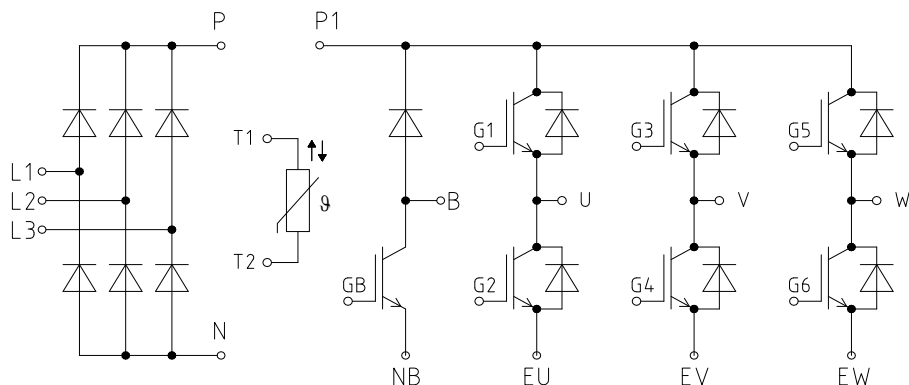 P P1
T1 G1 G3 G5
L1
L2 B U V W
L3 ϑ
T2 GB G2 G4 G6
N
NB EU EV EW